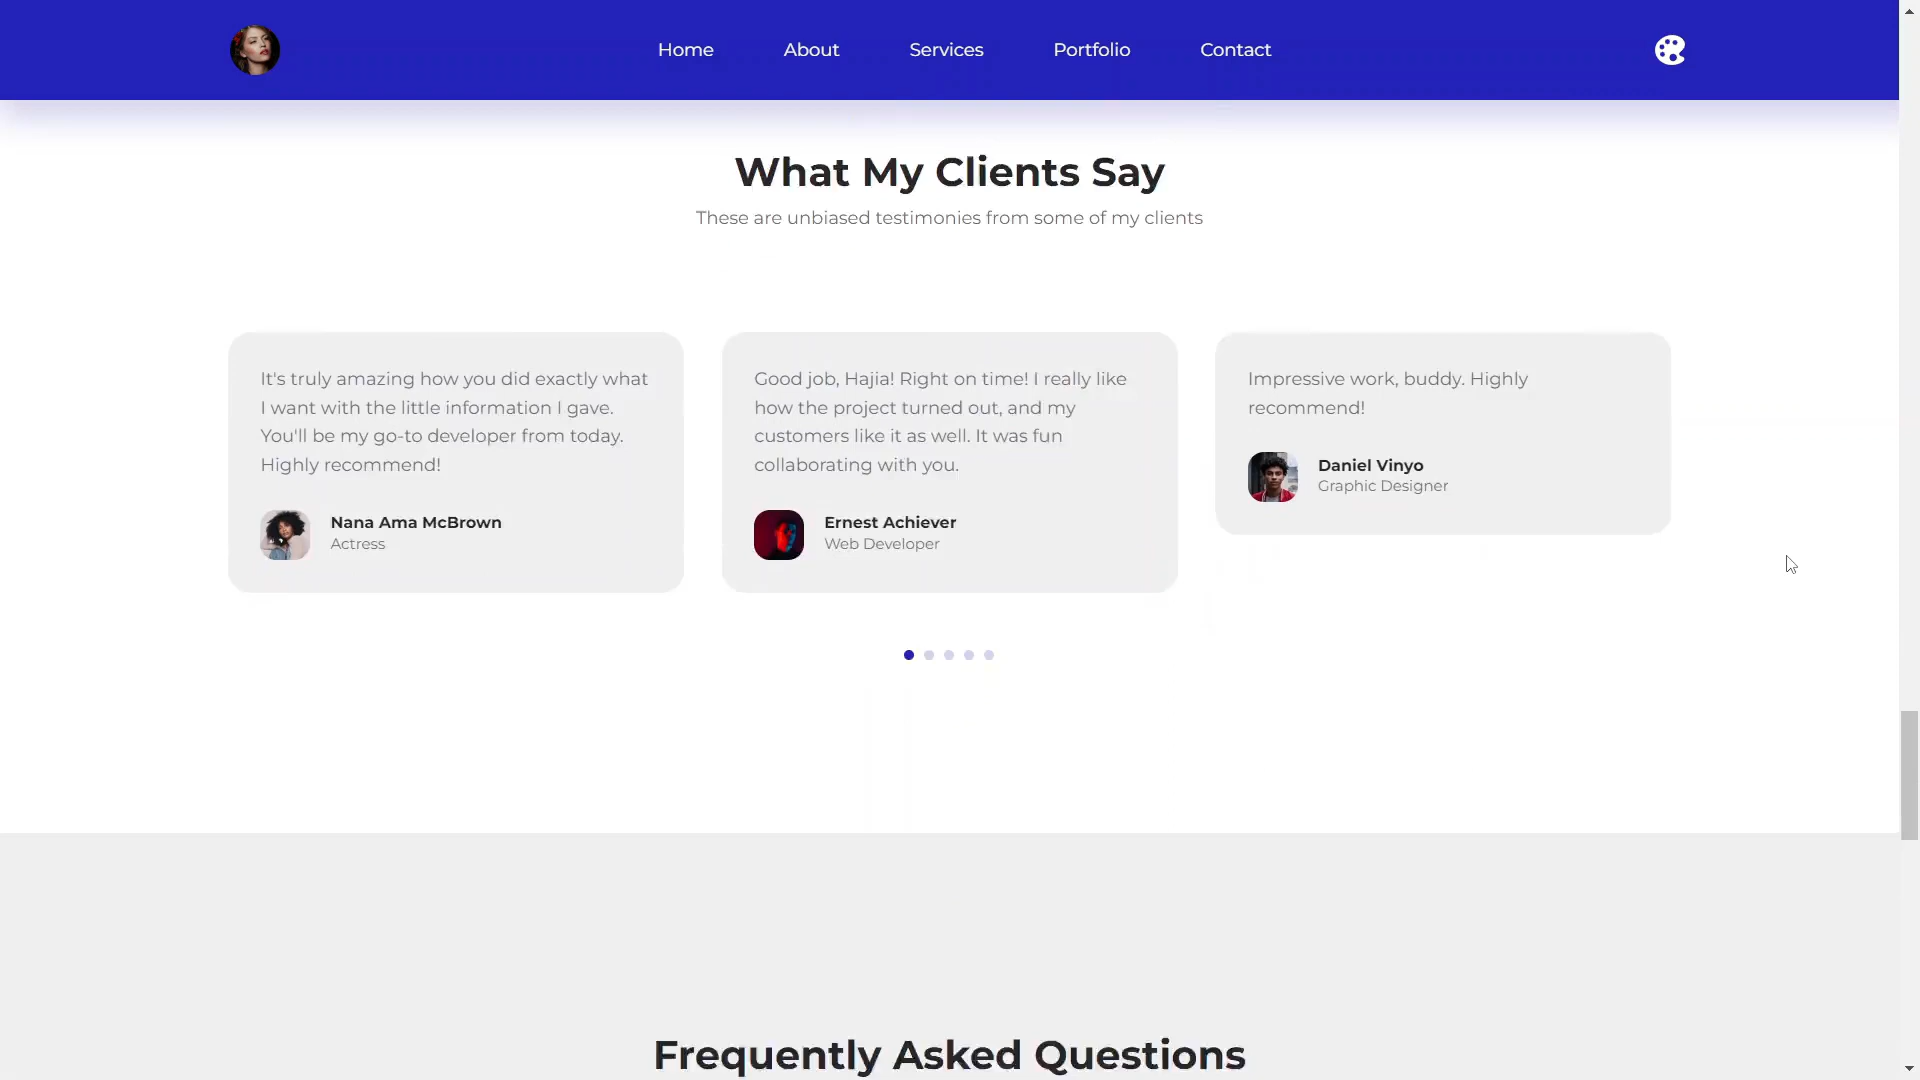 Home About Services Portfolio Contact
What My Clients Say
These are unbiased testimonies from some of my clients
It's truly amazing how you did exactly what
I want with the little information I gave.
You'll be my go-to developer from today.
Highly recommend!
Nana Ama McBrown
Actress
Good job, Hajia! Right on time! I really like
how the project turned out, and my
customers like it as well. It was fun
collaborating with you.
Ernest Achiever
Web Developer
Impressive work, buddy. Highly
recommend!
Daniel Vinyo
Graphic Designer
Frequently Asked Questions